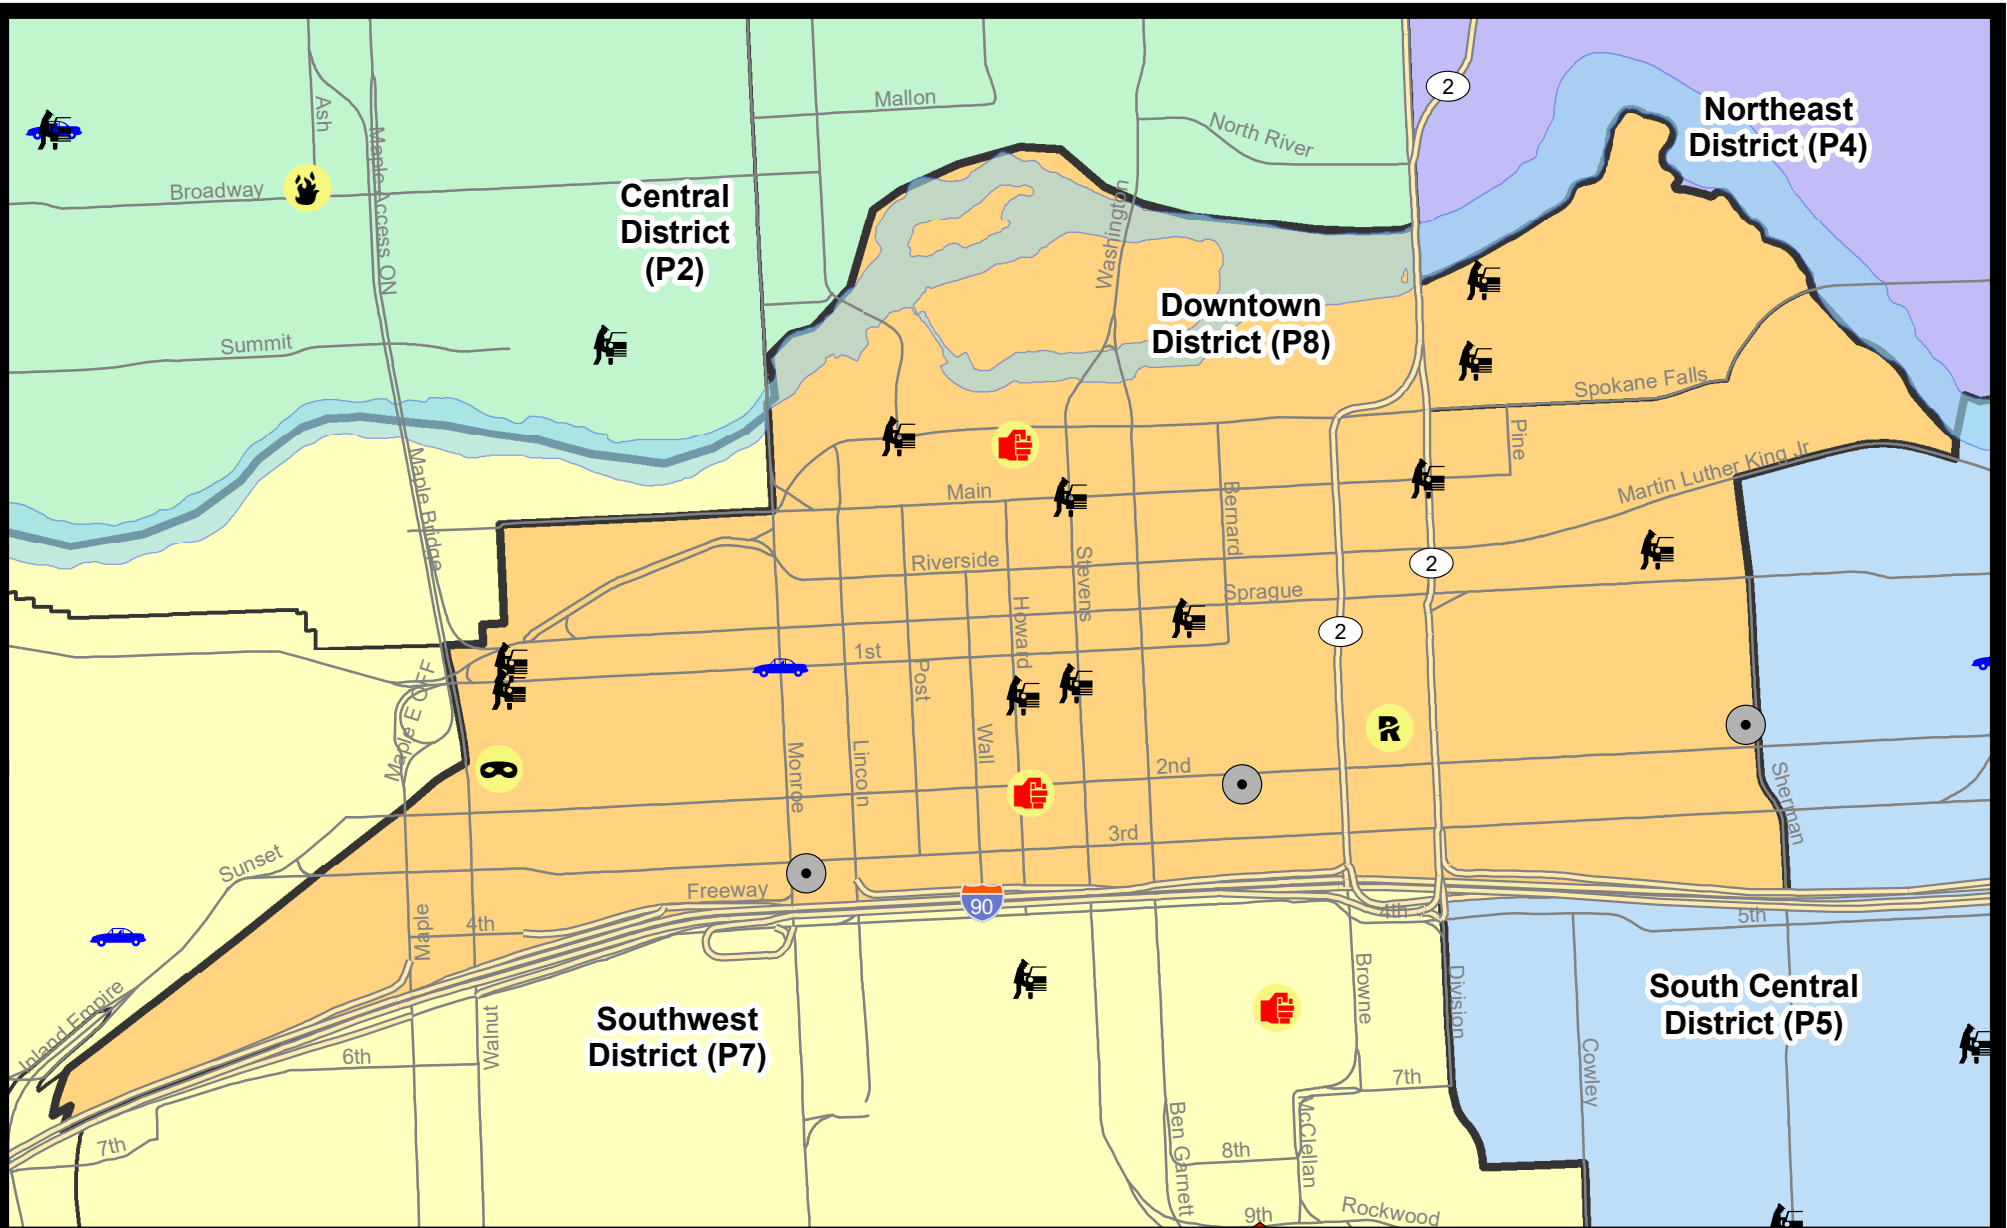 Mallon
North River
2
Northeast
District (P4)
Ash
Maple Access ON
Broadway
Central
District
(P2)
Washington
Downtown
District (P8)
Summit
Spokane Falls
Pine
Martin Luther King Jr
Maple Bridge
Main
Bernard
Riverside
Stevens
2
Sprague
Howard
2
1st
Post
Maple E OFF
Wall
Monroe
Lincoln
2nd
Sherman
3rd
Sunset
Freeway
90
4th
Maple
4th
5th
Inland Empire
Browne
Division
South Central
District (P5)
Southwest
District (P7)
Walnut
6th
Cowley
7th
7th
McClellan
Ben Garnett
8th
9th
Rockwood
R